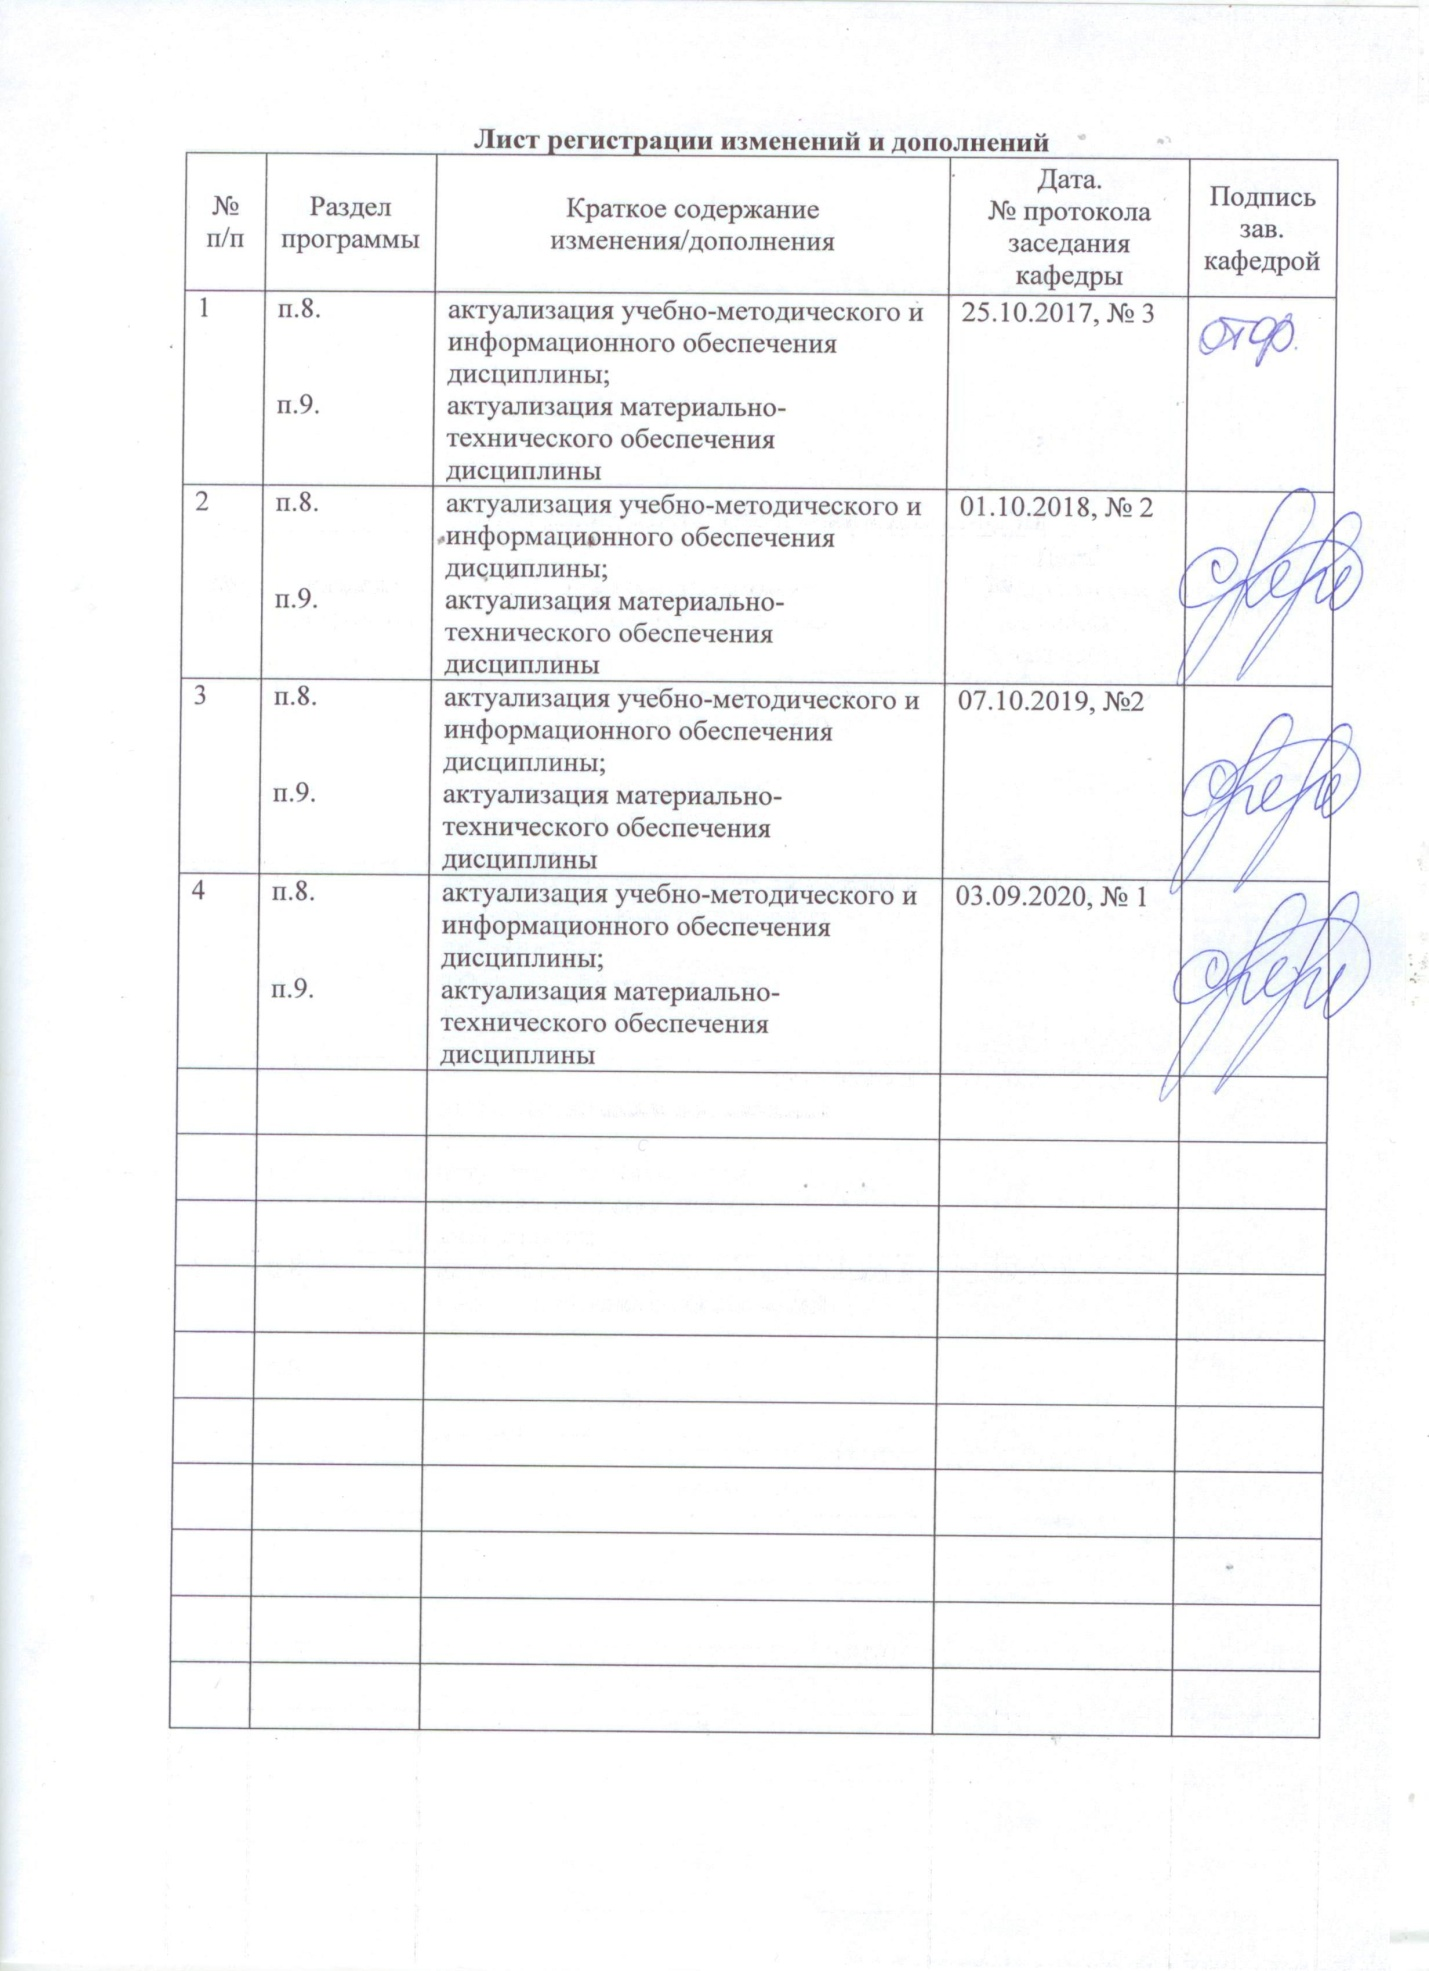 Лист регистрации изменений и дополнений
№
п/п
Раздел
программы
Краткое содержание
изменения/дополнения
Дата.
№ протокола
заседания
кафедры
Подпись
зав.
кафедрой
1
п.8.
п.9.
актуализация учебно-методического и
информационного обеспечения
дисциплины;
актуализация материально-
технического обеспечения
дисциплины
25.10.2017, № 3
2
п.8.
п.9.
актуализация учебно-методического и
информационного обеспечения
дисциплины;
актуализация материально-
технического обеспечения
дисциплины
01.10.2018, № 2
3
п.8.
п.9.
актуализация учебно-методического и
информационного обеспечения
дисциплины;
актуализация материально-
технического обеспечения
дисциплины
07.10.2019, №2
4
п.8.
п.9.
актуализация учебно-методического и
информационного обеспечения
дисциплины;
актуализация материально-
технического обеспечения
дисциплины
03.09.2020, № 1